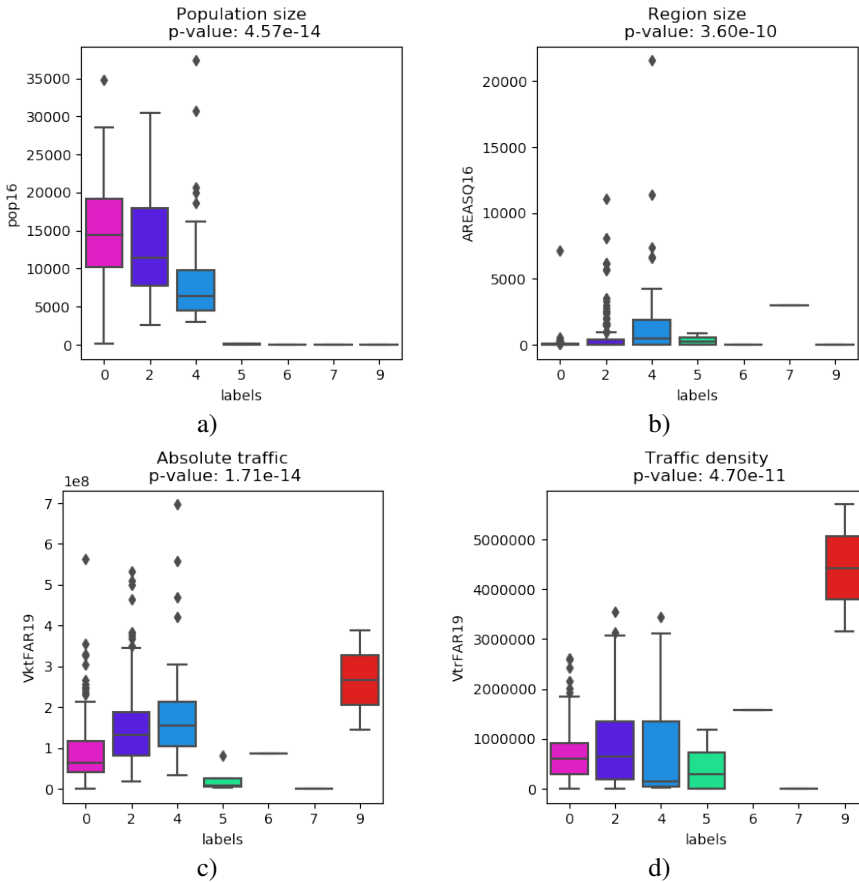 Population size
p-value: 4.57e-14
35000
30000
25000
20000
15000
10000
5000
0
pop16
0 2 4 5 6 7 9
labels
a)
Region size
p-value: 3.60e-10
20000
15000
10000
5000
0
AREASQ16
0 2 4 5 6 7 9
labels
b)
Absolute traffic
p-value: 1.71e-14
1e8
7
6
5
4
3
2
1
0
VktFAR19
0 2 4 5 6 7 9
labels
c)
Traffic density
p-value: 4.70e-11
5000000
4000000
3000000
2000000
1000000
0
VtrFAR19
0 2 4 5 6 7 9
labels
d)